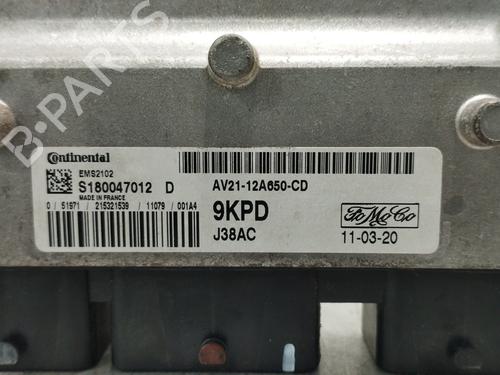 B-PARTS
Continental
EMS2102
S180047012 D
MADE IN FRANCE
0 / 51971 / 215321539 / 11079 / 001A4
AV21-12A650-CD
9KPD
J38AC
FoMoCo
11-03-20